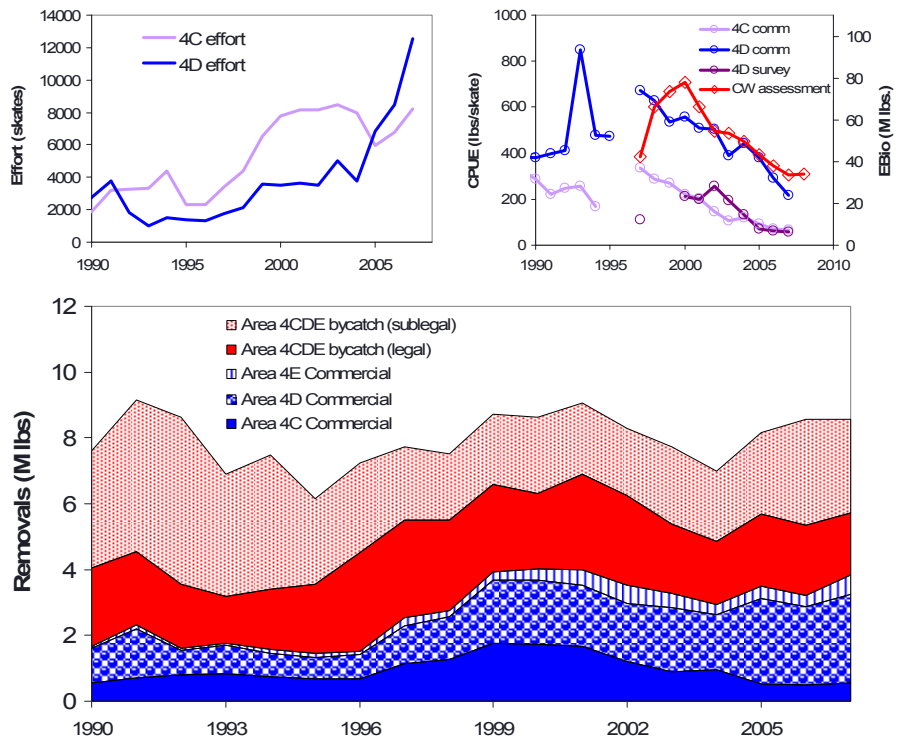 14000
12000
10000
8000
6000
4000
2000
0
Effort (skates)
4C effort
4D effort
1990
1995
2000
2005
1000
800
600
400
200
0
CPUE (lbs/skate)
4C comm
4D comm
4D survey
CW assessment
100
80
60
40
20
0
EBio (M lbs.)
1990
1995
2000
2005
2010
12
10
8
6
4
2
0
Removals (M lbs)
Area 4CDE bycatch (sublegal)
Area 4CDE bycatch (legal)
Area 4E Commercial
Area 4D Commercial
Area 4C Commercial
1990
1993
1996
1999
2002
2005